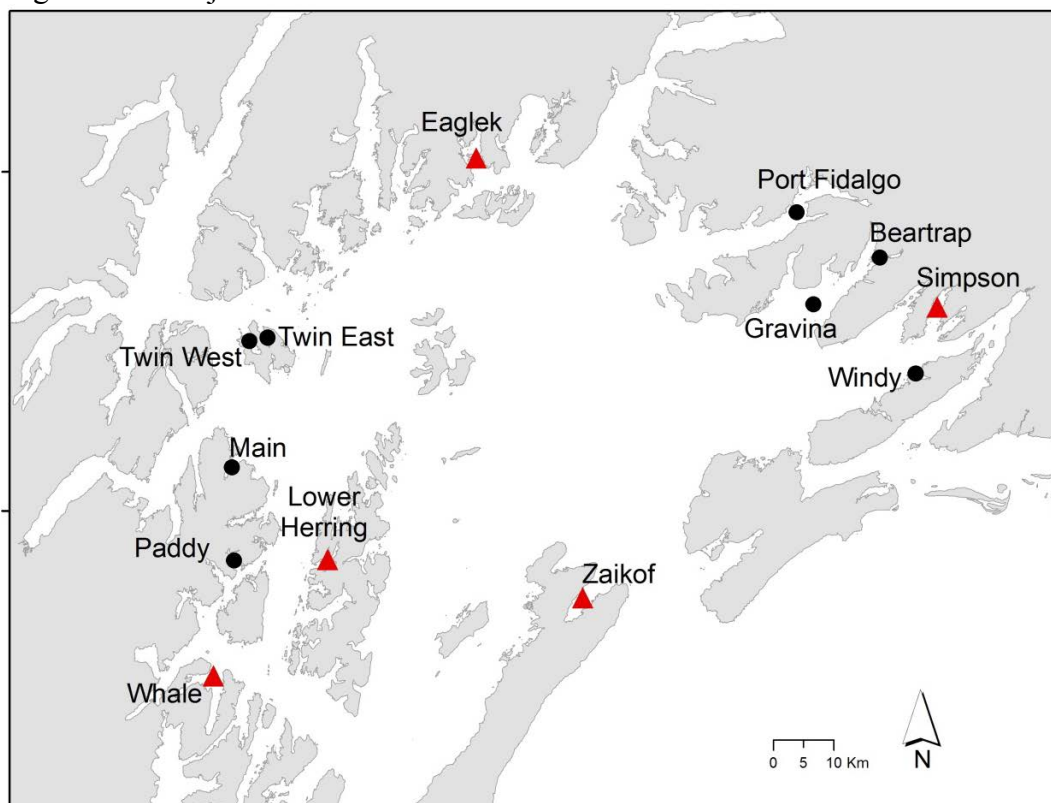 Eaglek
Port Fidalgo
Beartrap
Simpson
Gravina
Twin East
Twin West
Windy
Main
Lower
Herring
Paddy
Zaikof
Whale
0 5 10 Km
N